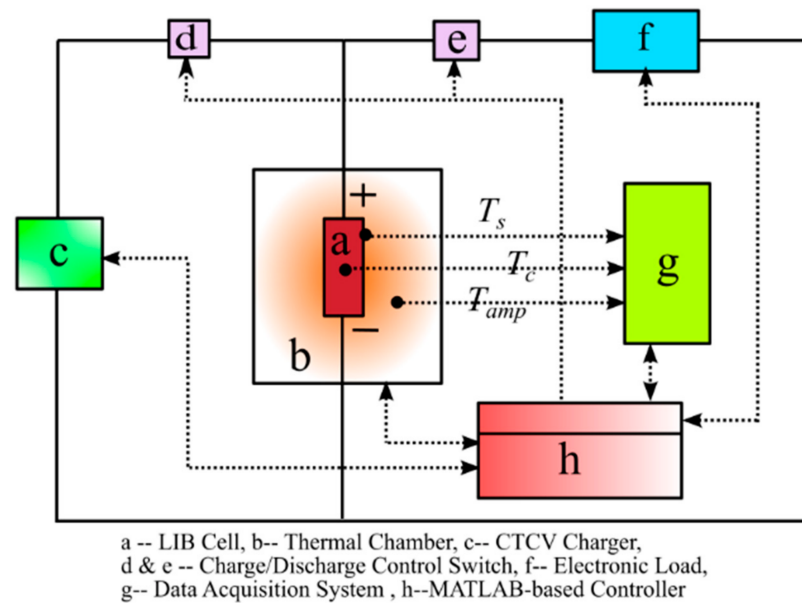 d
e
f
+
a
T_s
c
T_c
g
T_amp
−
b
h
a -- LIB Cell, b-- Thermal Chamber, c-- CTCV Charger,
d & e -- Charge/Discharge Control Switch, f-- Electronic Load,
g-- Data Acquisition System , h--MATLAB-based Controller